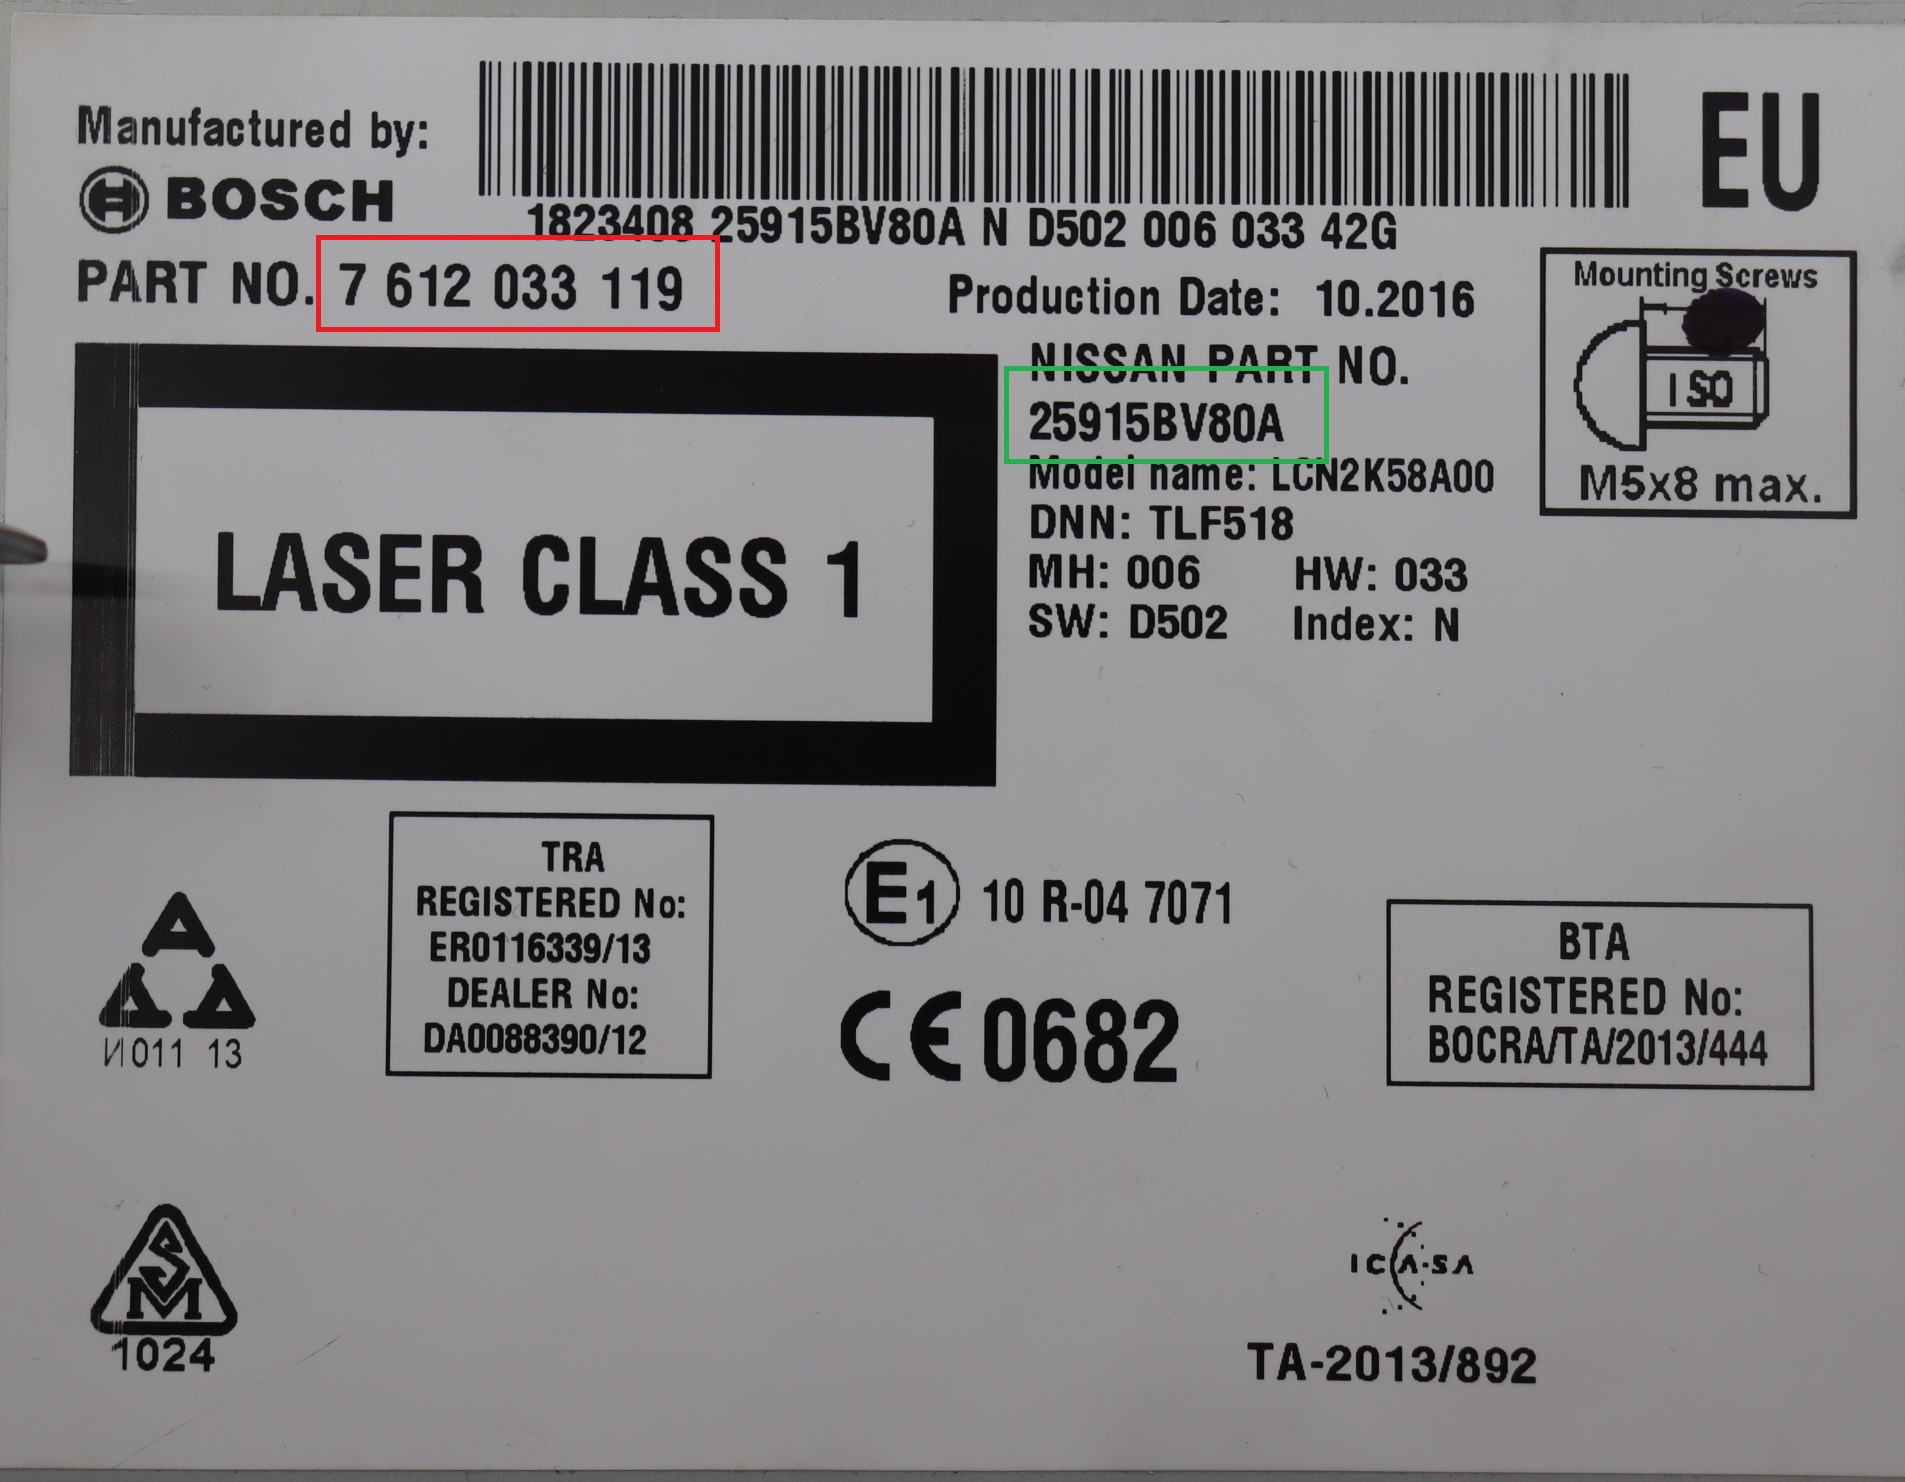 Manufactured by:
BOSCH
1823408 25915BV80A N D502 006 033 42G
EU
PART NO. 7 612 033 119
Production Date: 10.2016
NISSAN PART NO.
25915BV80A
Model name: LCN2K58A00
DNN: TLF518
MH: 006 HW: 033
SW: D502 Index: N
Mounting Screws
ISO
M5x8 max.
LASER CLASS 1
TRA
REGISTERED No:
ER0116339/13
DEALER No:
DA0088390/12
E1 10 R-04 7071
CE 0682
BTA
REGISTERED No:
BOCRA/TA/2013/444
И011 13
SM
1024
ICASA
TA-2013/892